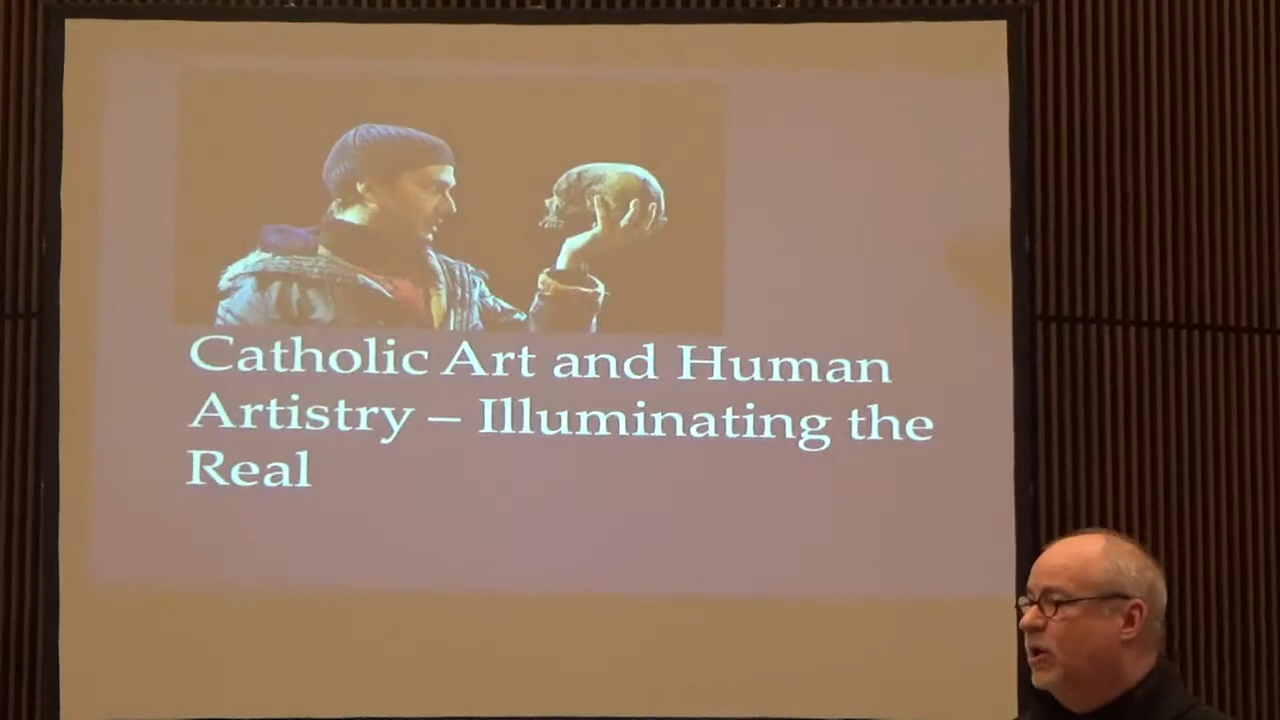 Catholic Art and Human
Artistry – Illuminating the
Real